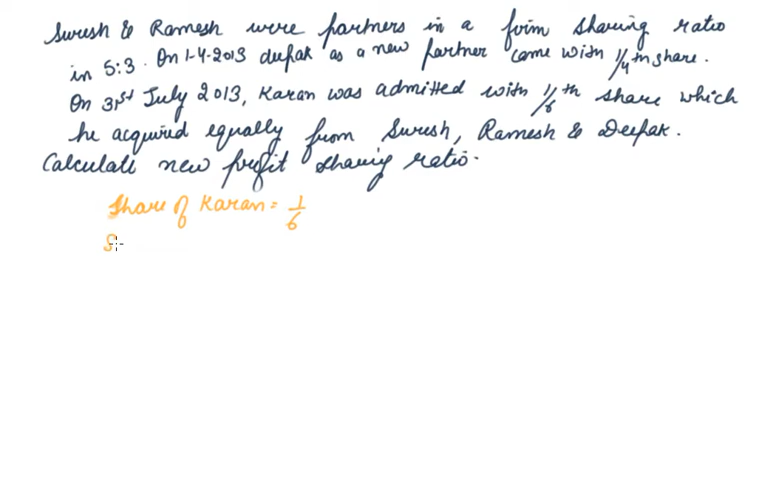 Suresh & Ramesh were partners in a firm sharing ratio
in 5:3. On 1-4-2013 deepak as a new partner came with 1/4th share.
On 31st July 2013, Karan was admitted with 1/6th share which
he acquired equally from Suresh, Ramesh & Deepak.
Calculate new profit sharing ratio.
Share of Karan = 1/6
S